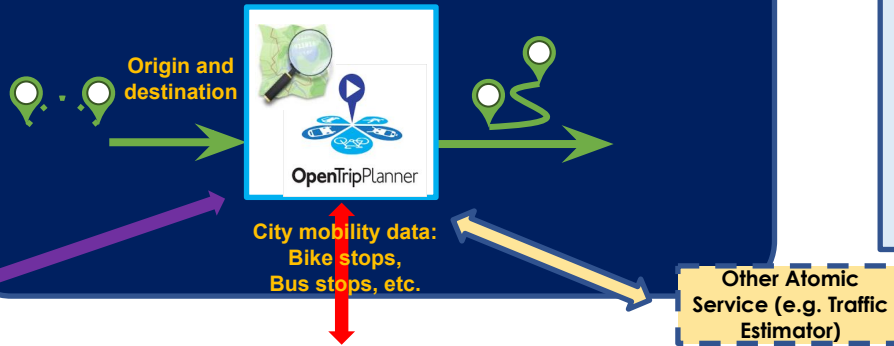 Origin and
destination
OpenTripPlanner
City mobility data:
Bike stops,
Bus stops, etc.
Other Atomic
Service (e.g. Traffic
Estimator)